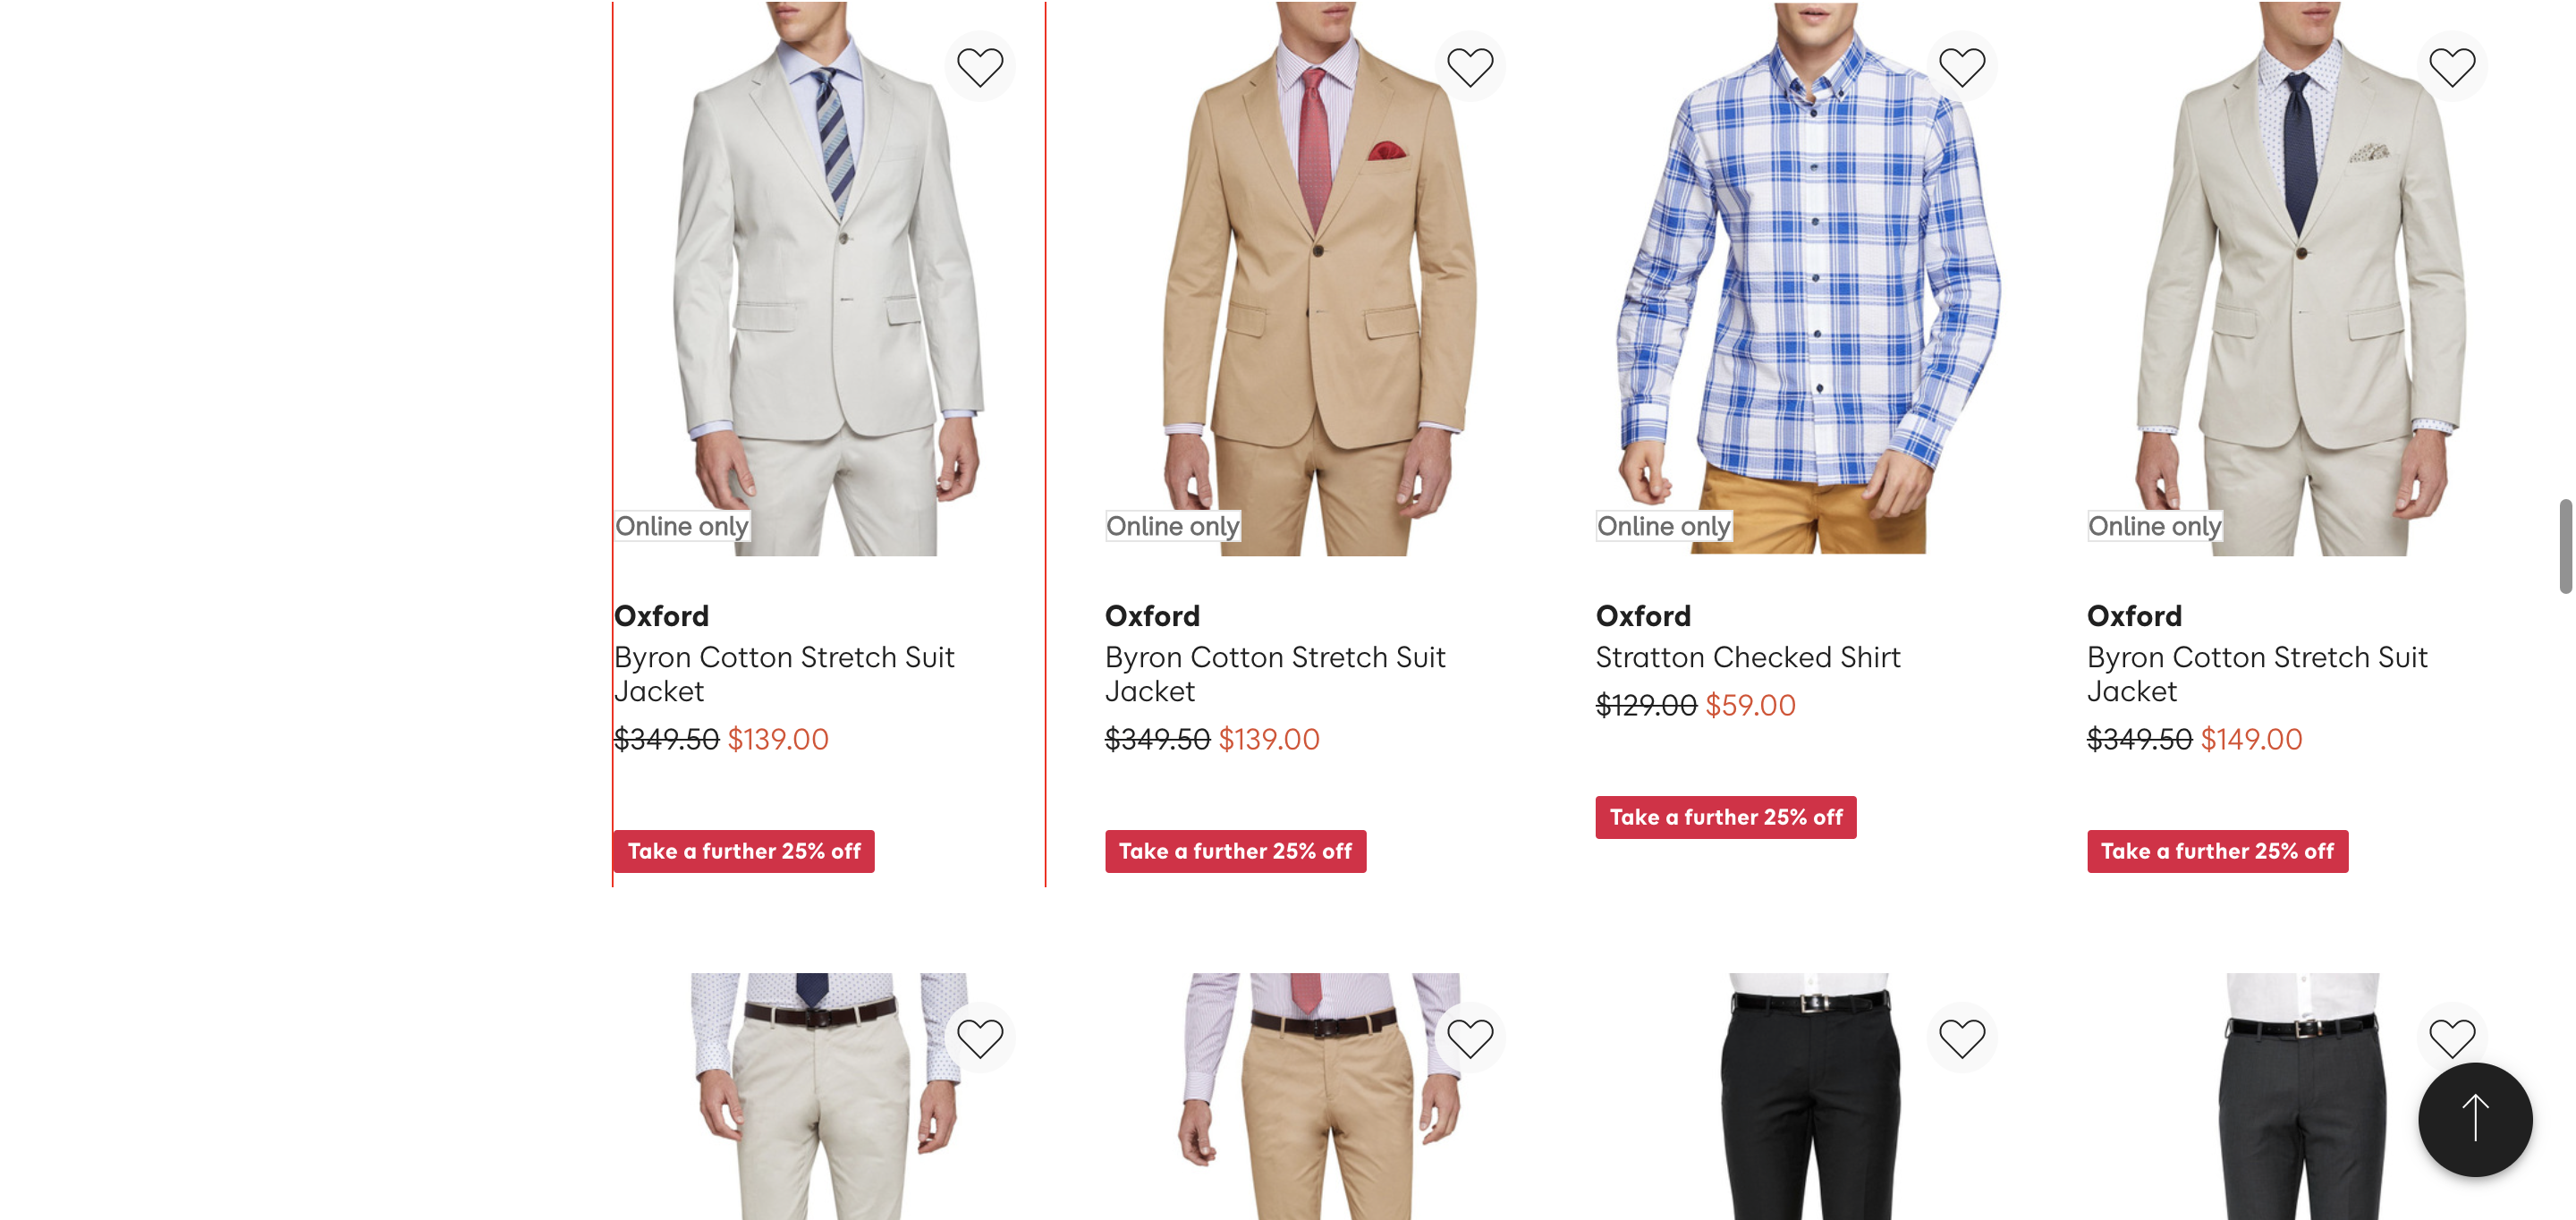 Online only
Online only
Online only
Online only
Oxford
Byron Cotton Stretch Suit
Jacket
$349.50 $139.00
Take a further 25% off
Oxford
Byron Cotton Stretch Suit
Jacket
$349.50 $139.00
Take a further 25% off
Oxford
Stratton Checked Shirt
$129.00 $59.00
Take a further 25% off
Oxford
Byron Cotton Stretch Suit
Jacket
$349.50 $149.00
Take a further 25% off